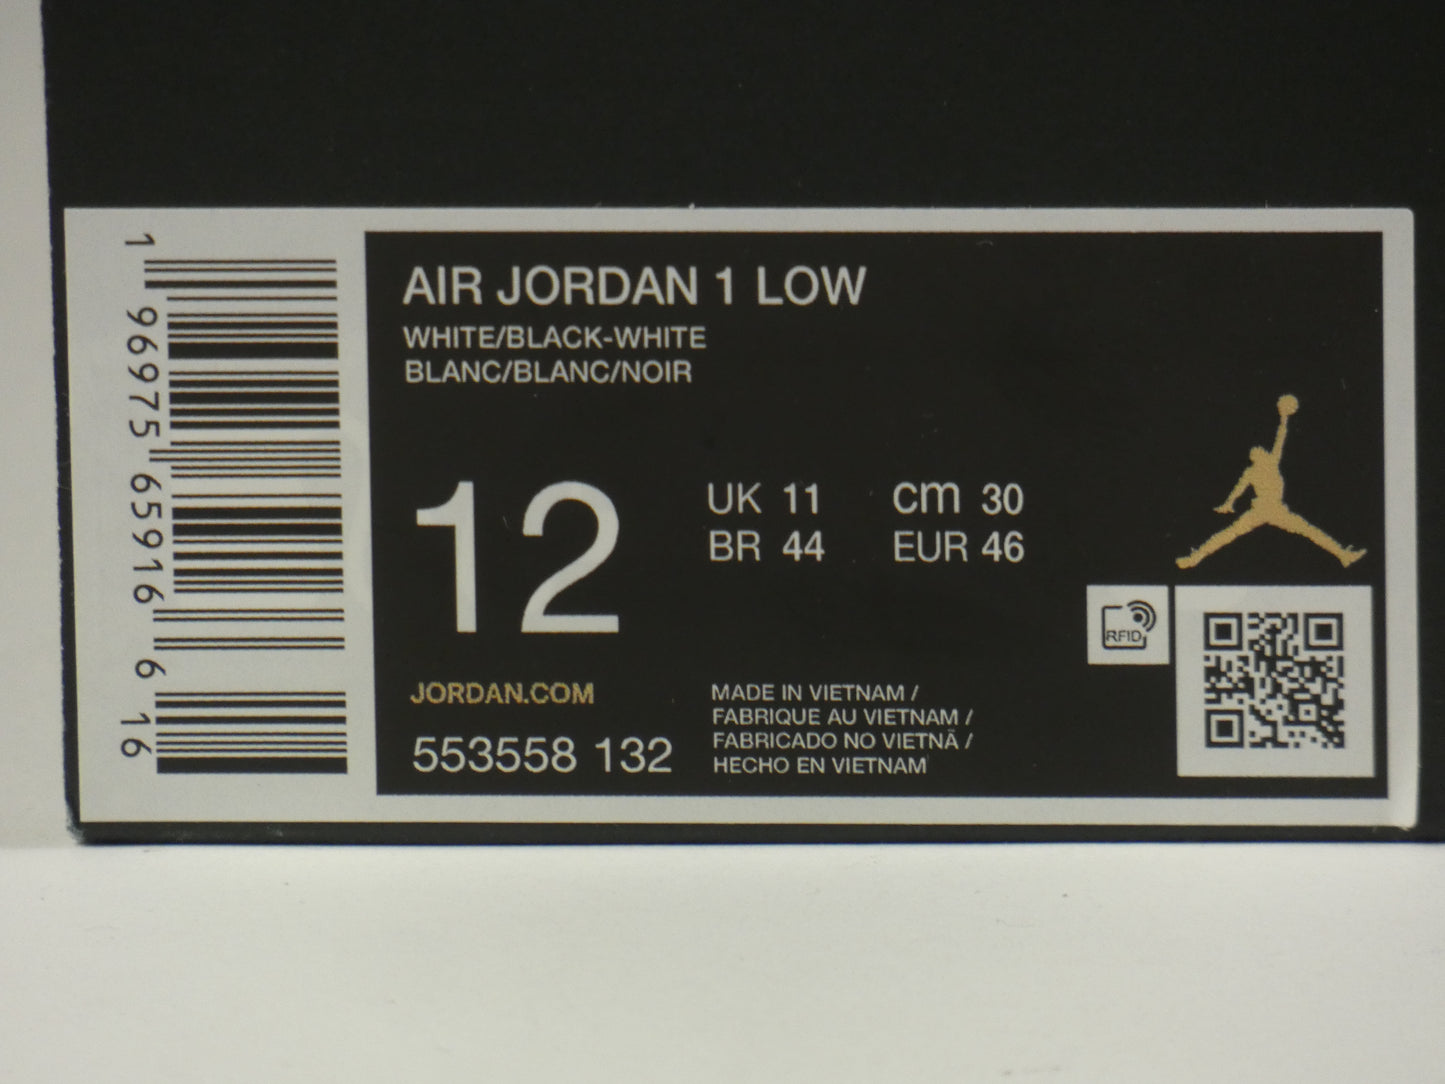 1 96975 65916 6 16
AIR JORDAN 1 LOW
WHITE/BLACK-WHITE
BLANC/BLANC/NOIR
12
UK 11 cm 30
BR 44 EUR 46
RFID
JORDAN.COM
553558 132
MADE IN VIETNAM /
FABRIQUE AU VIETNAM /
FABRICADO NO VIETNÃ /
HECHO EN VIETNAM